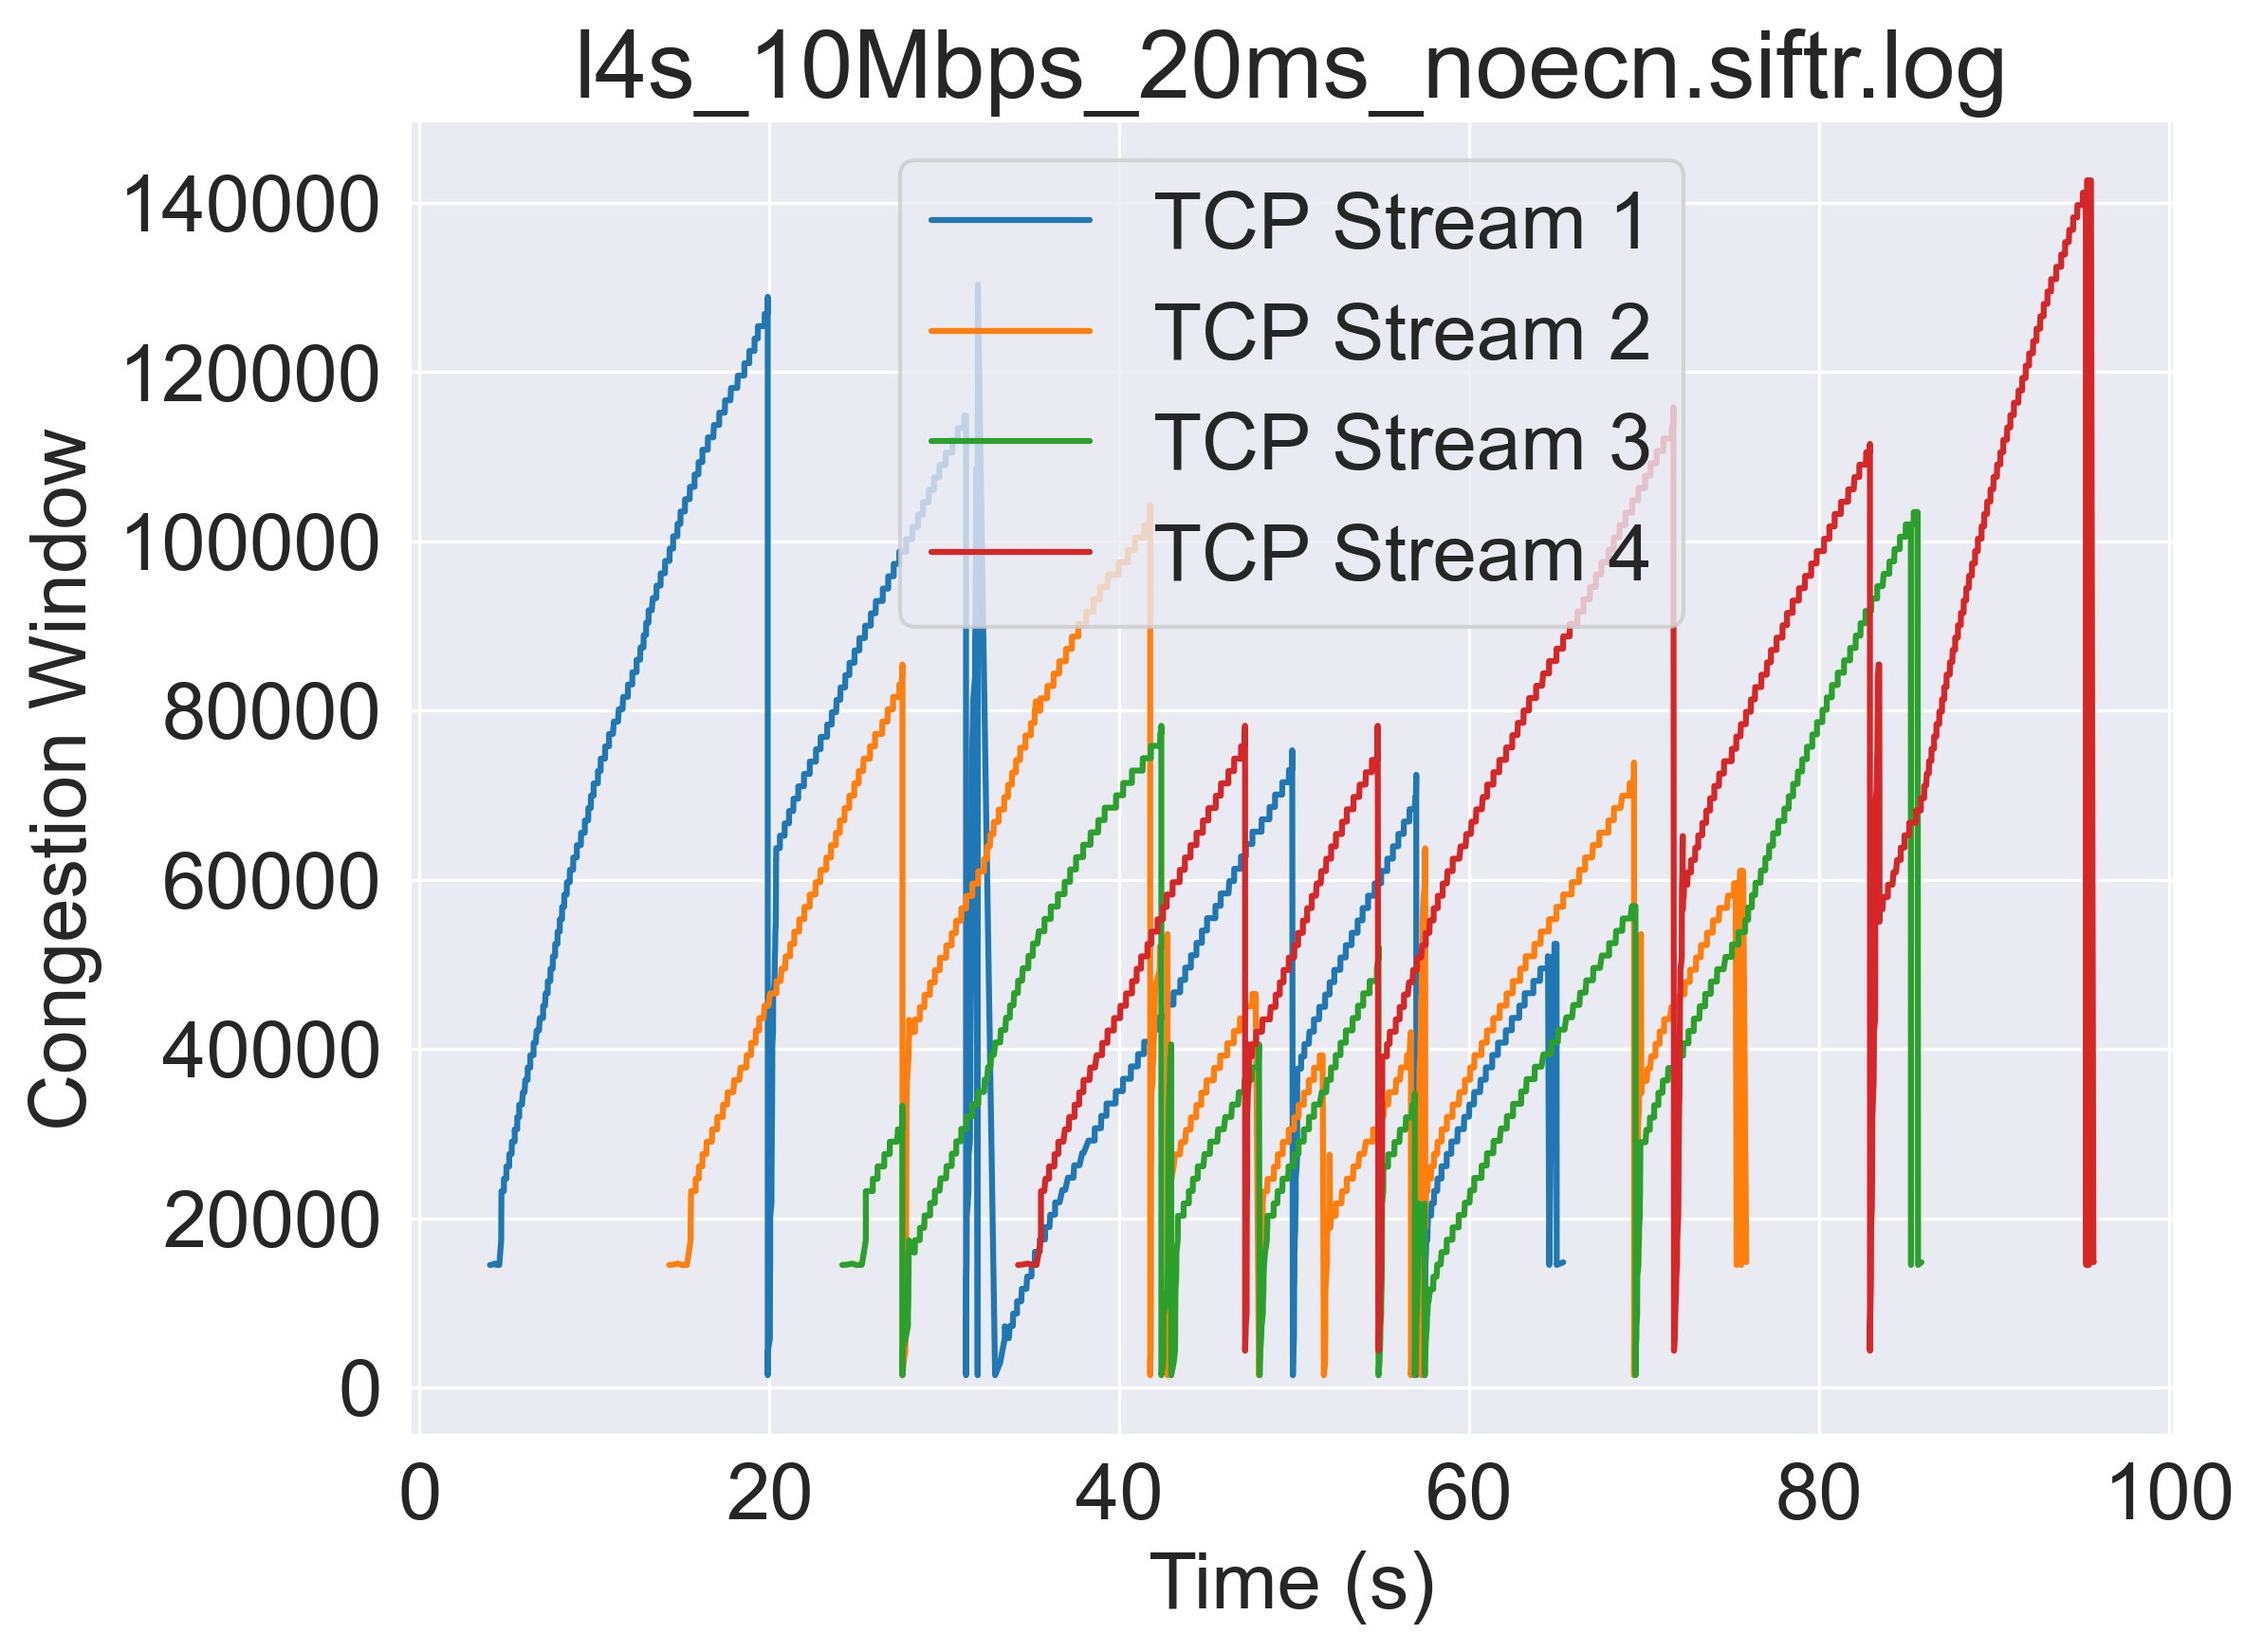 l4s_10Mbps_20ms_noecn.siftr.log
Congestion Window
140000
120000
100000
80000
60000
40000
20000
0
TCP Stream 1
TCP Stream 2
TCP Stream 3
TCP Stream 4
0 20 40 60 80 100
Time (s)